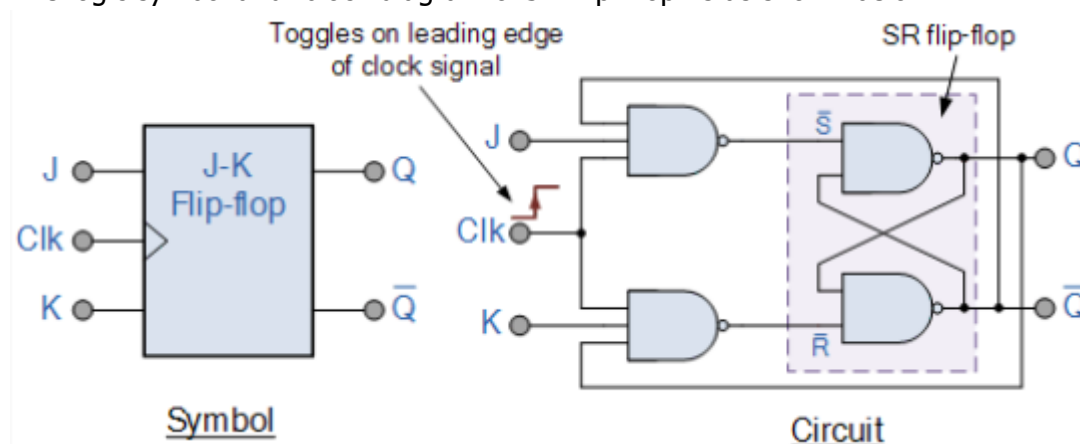 Toggles on leading edge
of clock signal
SR flip-flop
J
J-K
Flip-flop
Q
Clk
K
Q̅
Symbol
J
S̅
Q
Clk
K
R̅
Q̅
Circuit